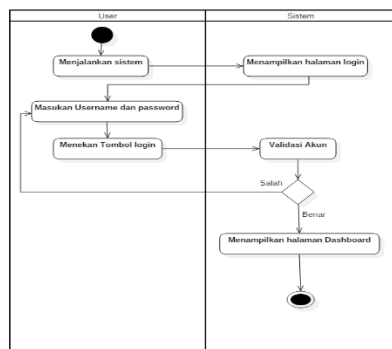 User
Sistem
Menjalankan sistem
Menampilkan halaman login
Masukan Username dan password
Menekan Tombol login
Validasi Akun
Salah
Benar
Menampilkan halaman Dashboard